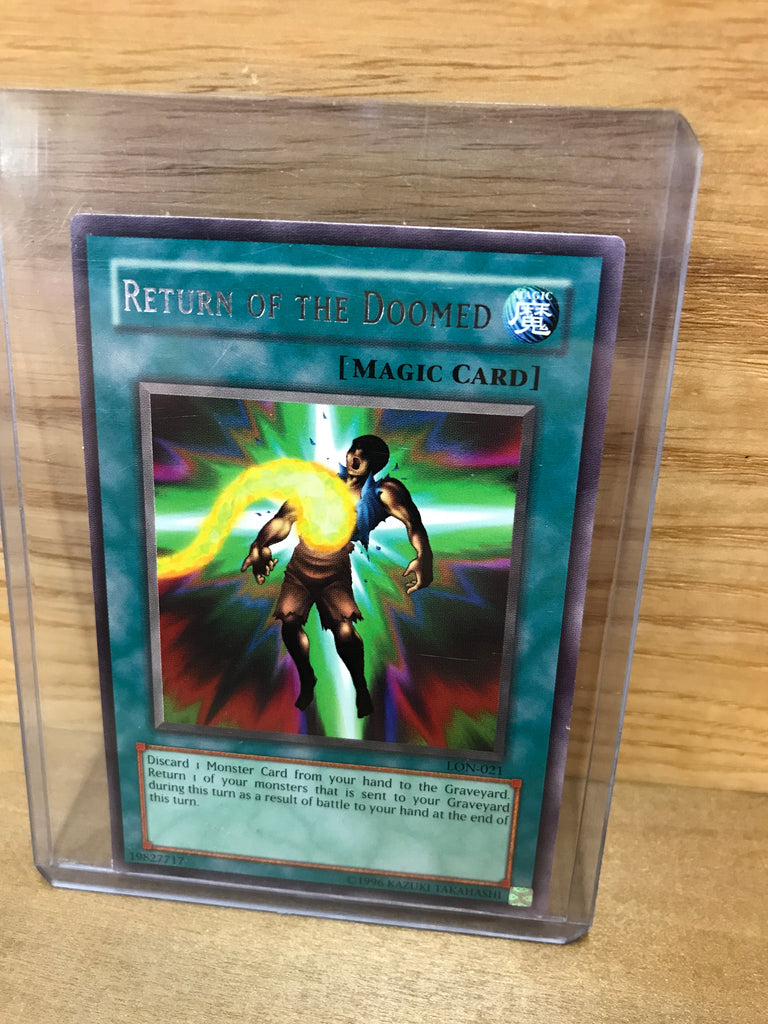 RETURN OF THE DOOMED
MAGIC
魔
[MAGIC CARD]
LON-021
Discard 1 Monster Card from your hand to the Graveyard.
Return 1 of your monsters that is sent to your Graveyard
during this turn as a result of battle to your hand at the end of
this turn.
19827717
©1996 KAZUKI TAKAHASHI